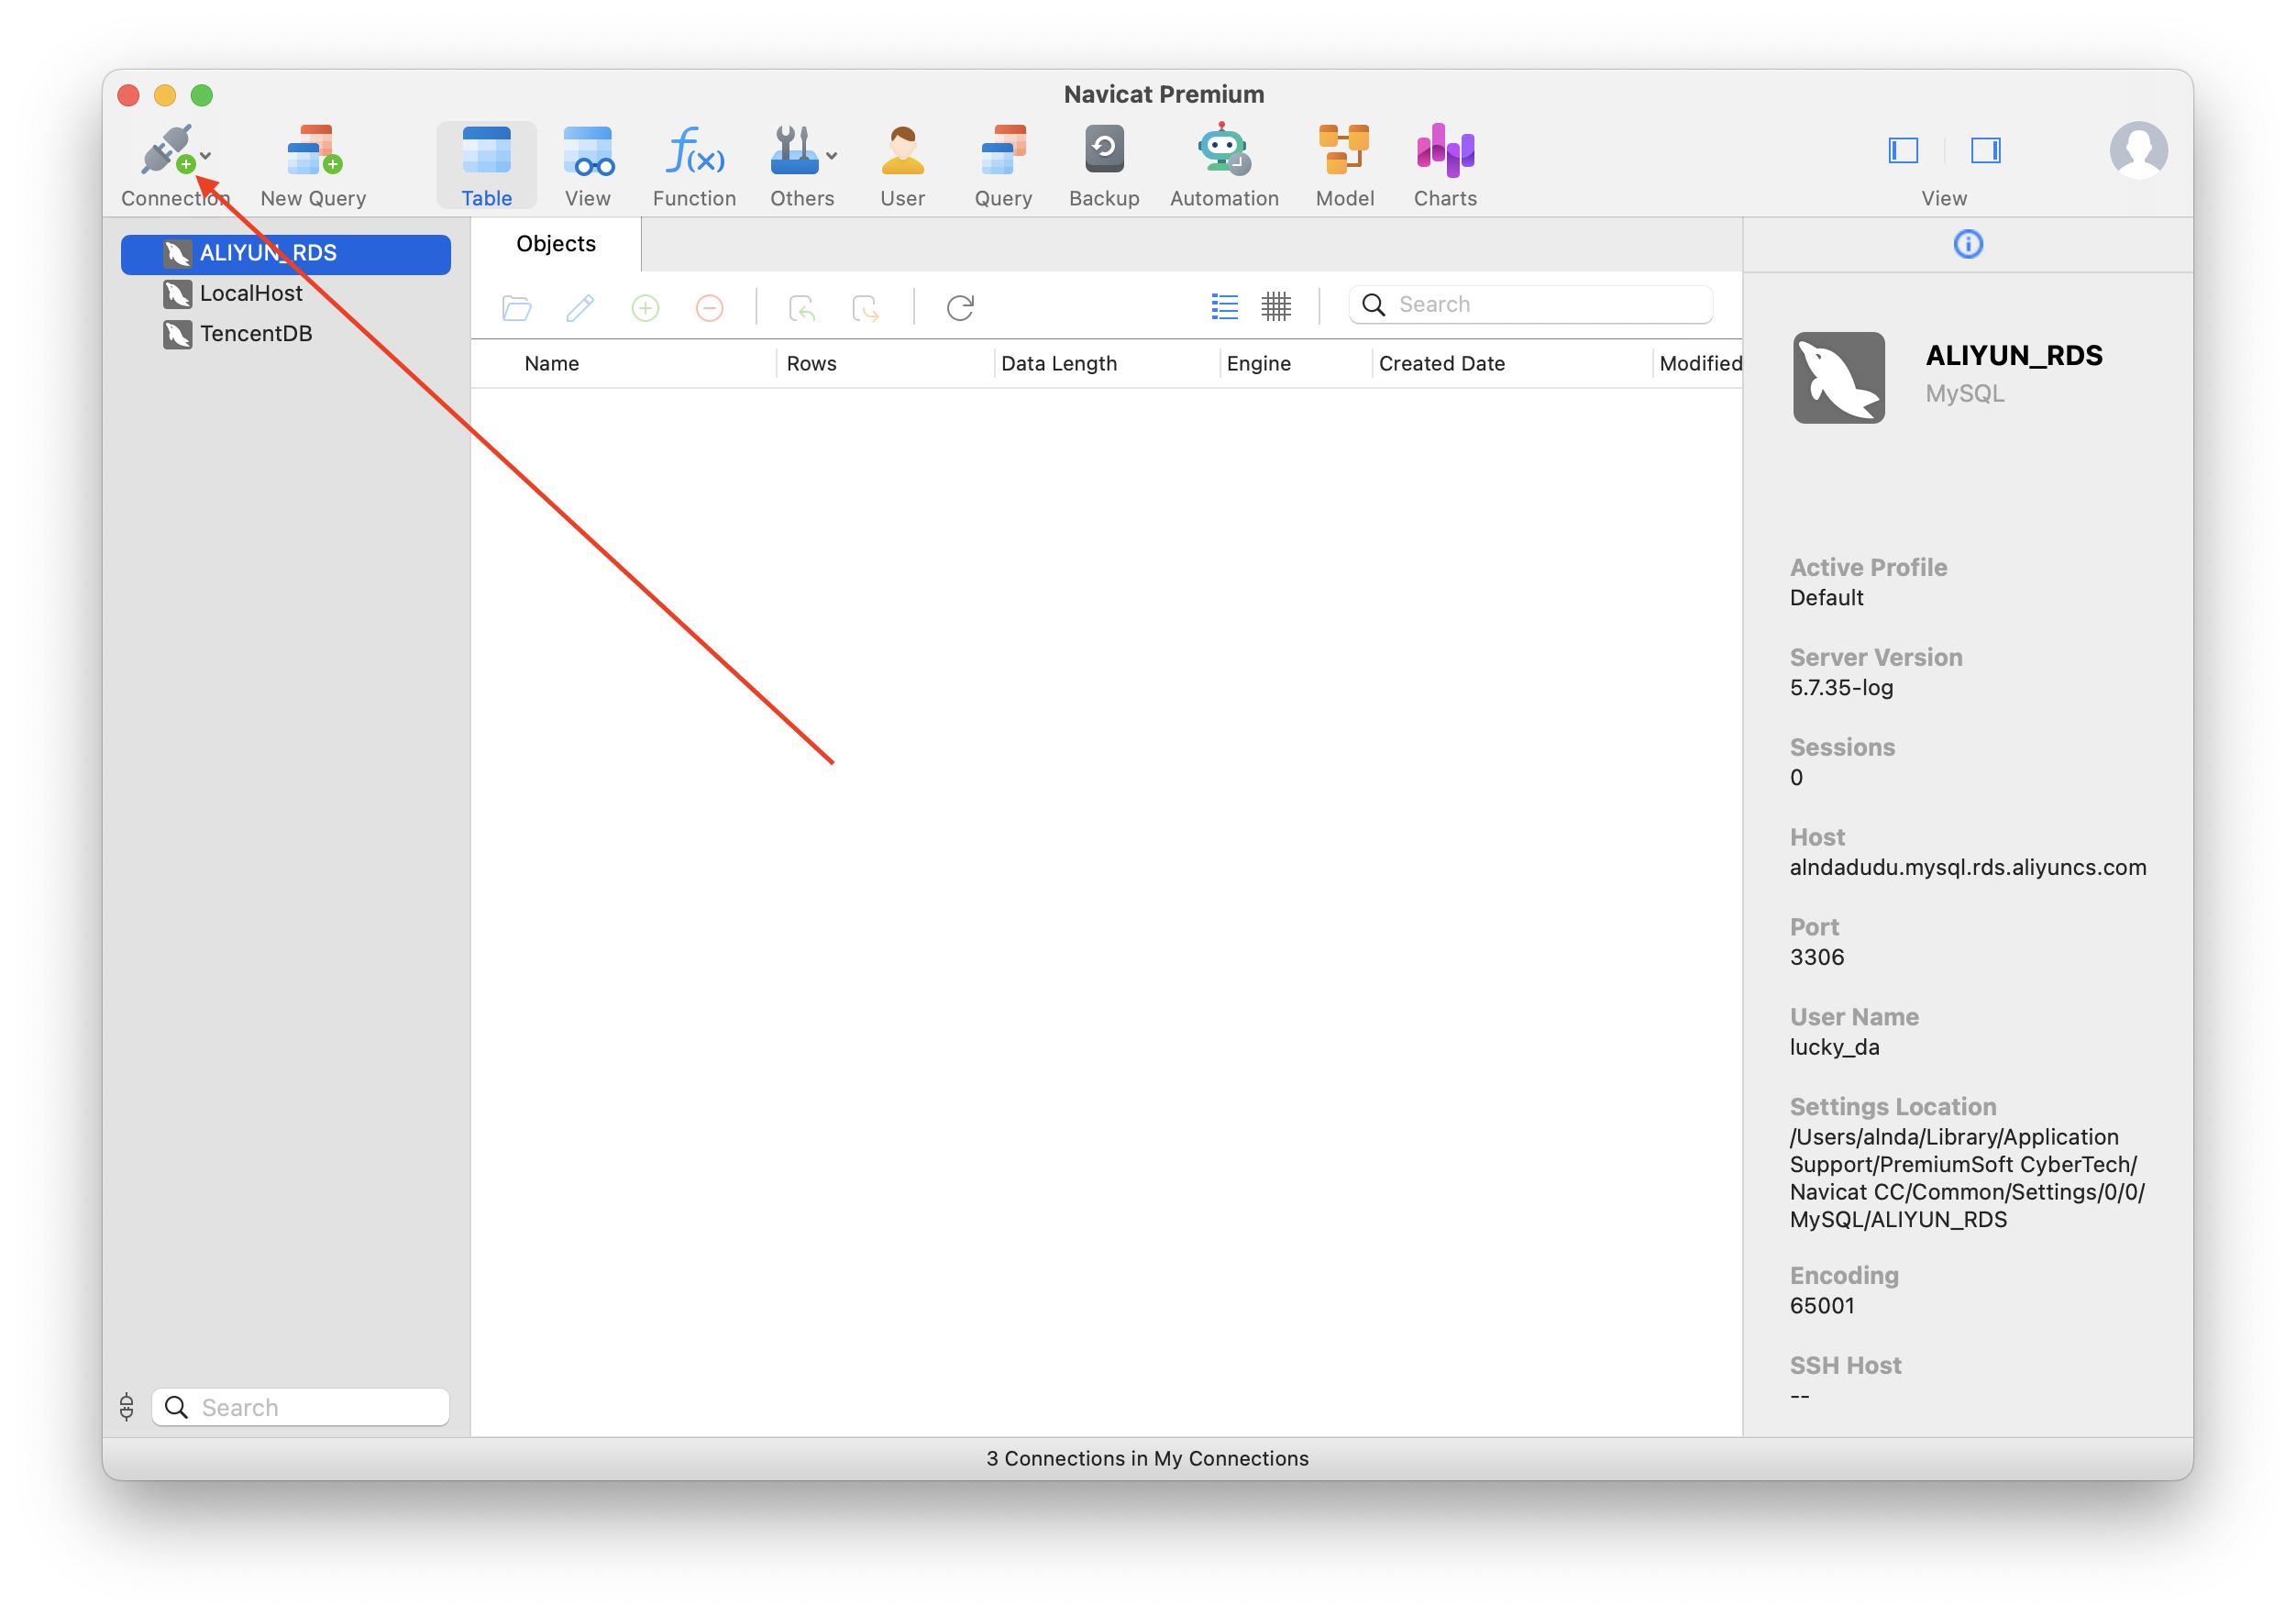 Navicat Premium
Connection
New Query
Table
View
Function
Others
User
Query
Backup
Automation
Model
Charts
View
ALIYUN_RDS
LocalHost
TencentDB
Search
Objects
Search
Name
Rows
Data Length
Engine
Created Date
Modified
ALIYUN_RDS
MySQL
Active Profile
Default
Server Version
5.7.35-log
Sessions
0
Host
alndadudu.mysql.rds.aliyuncs.com
Port
3306
User Name
lucky_da
Settings Location
/Users/alnda/Library/Application
Support/PremiumSoft CyberTech/
Navicat CC/Common/Settings/0/0/
MySQL/ALIYUN_RDS
Encoding
65001
SSH Host
--
3 Connections in My Connections